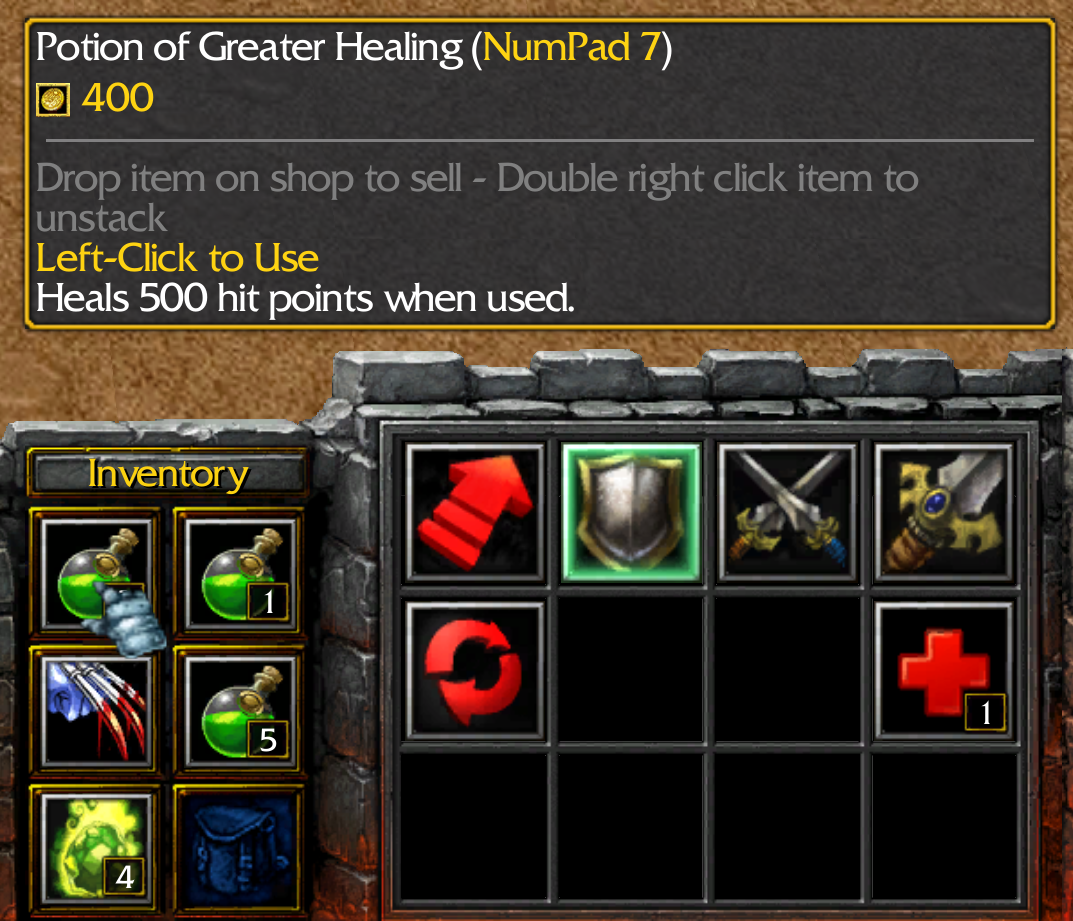 Potion of Greater Healing (NumPad 7)
400
Drop item on shop to sell - Double right click item to
unstack
Left-Click to Use
Heals 500 hit points when used.
Inventory
1
1
5
4